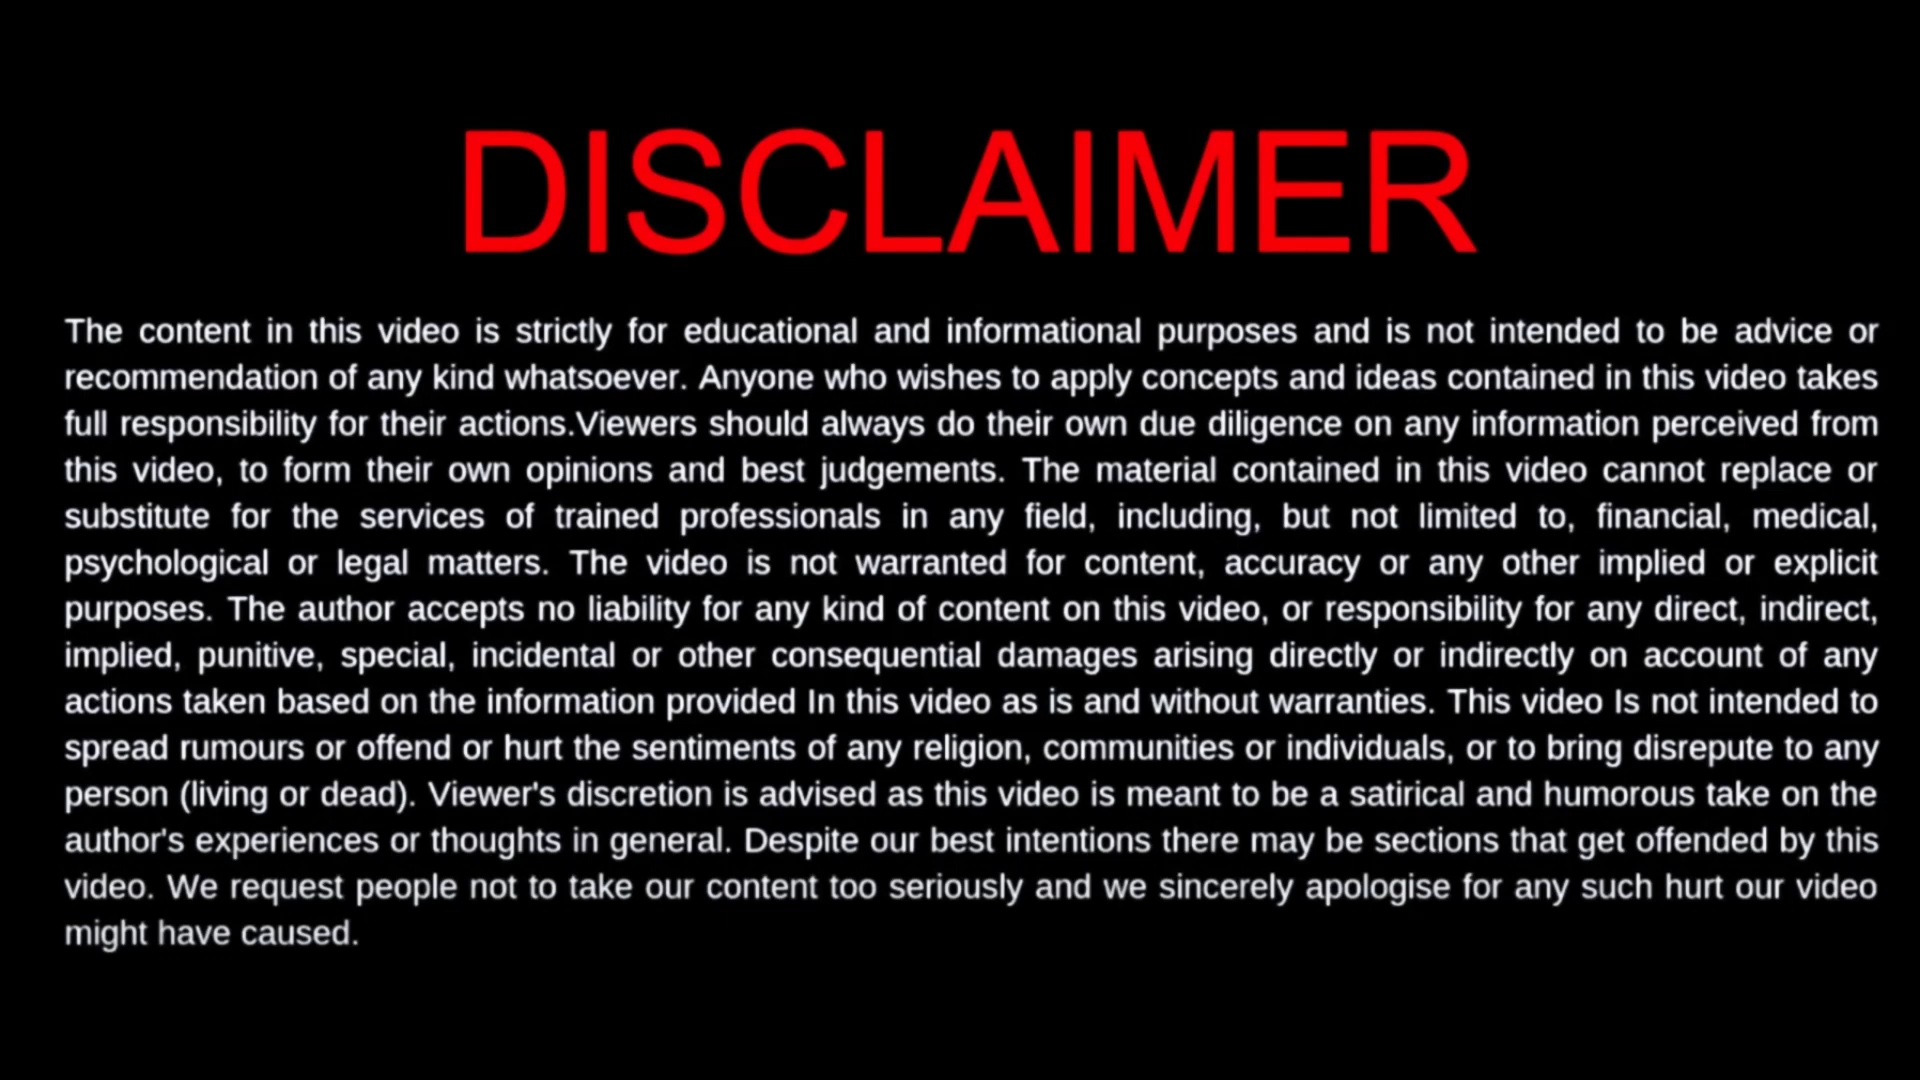 DISCLAIMER
The content in this video is strictly for educational and informational purposes and is not intended to be advice or
recommendation of any kind whatsoever. Anyone who wishes to apply concepts and ideas contained in this video takes
full responsibility for their actions.Viewers should always do their own due diligence on any information perceived from
this video, to form their own opinions and best judgements. The material contained in this video cannot replace or
substitute for the services of trained professionals in any field, including, but not limited to, financial, medical,
psychological or legal matters. The video is not warranted for content, accuracy or any other implied or explicit
purposes. The author accepts no liability for any kind of content on this video, or responsibility for any direct, indirect,
implied, punitive, special, incidental or other consequential damages arising directly or indirectly on account of any
actions taken based on the information provided In this video as is and without warranties. This video Is not intended to
spread rumours or offend or hurt the sentiments of any religion, communities or individuals, or to bring disrepute to any
person (living or dead). Viewer's discretion is advised as this video is meant to be a satirical and humorous take on the
author's experiences or thoughts in general. Despite our best intentions there may be sections that get offended by this
video. We request people not to take our content too seriously and we sincerely apologise for any such hurt our video
might have caused.